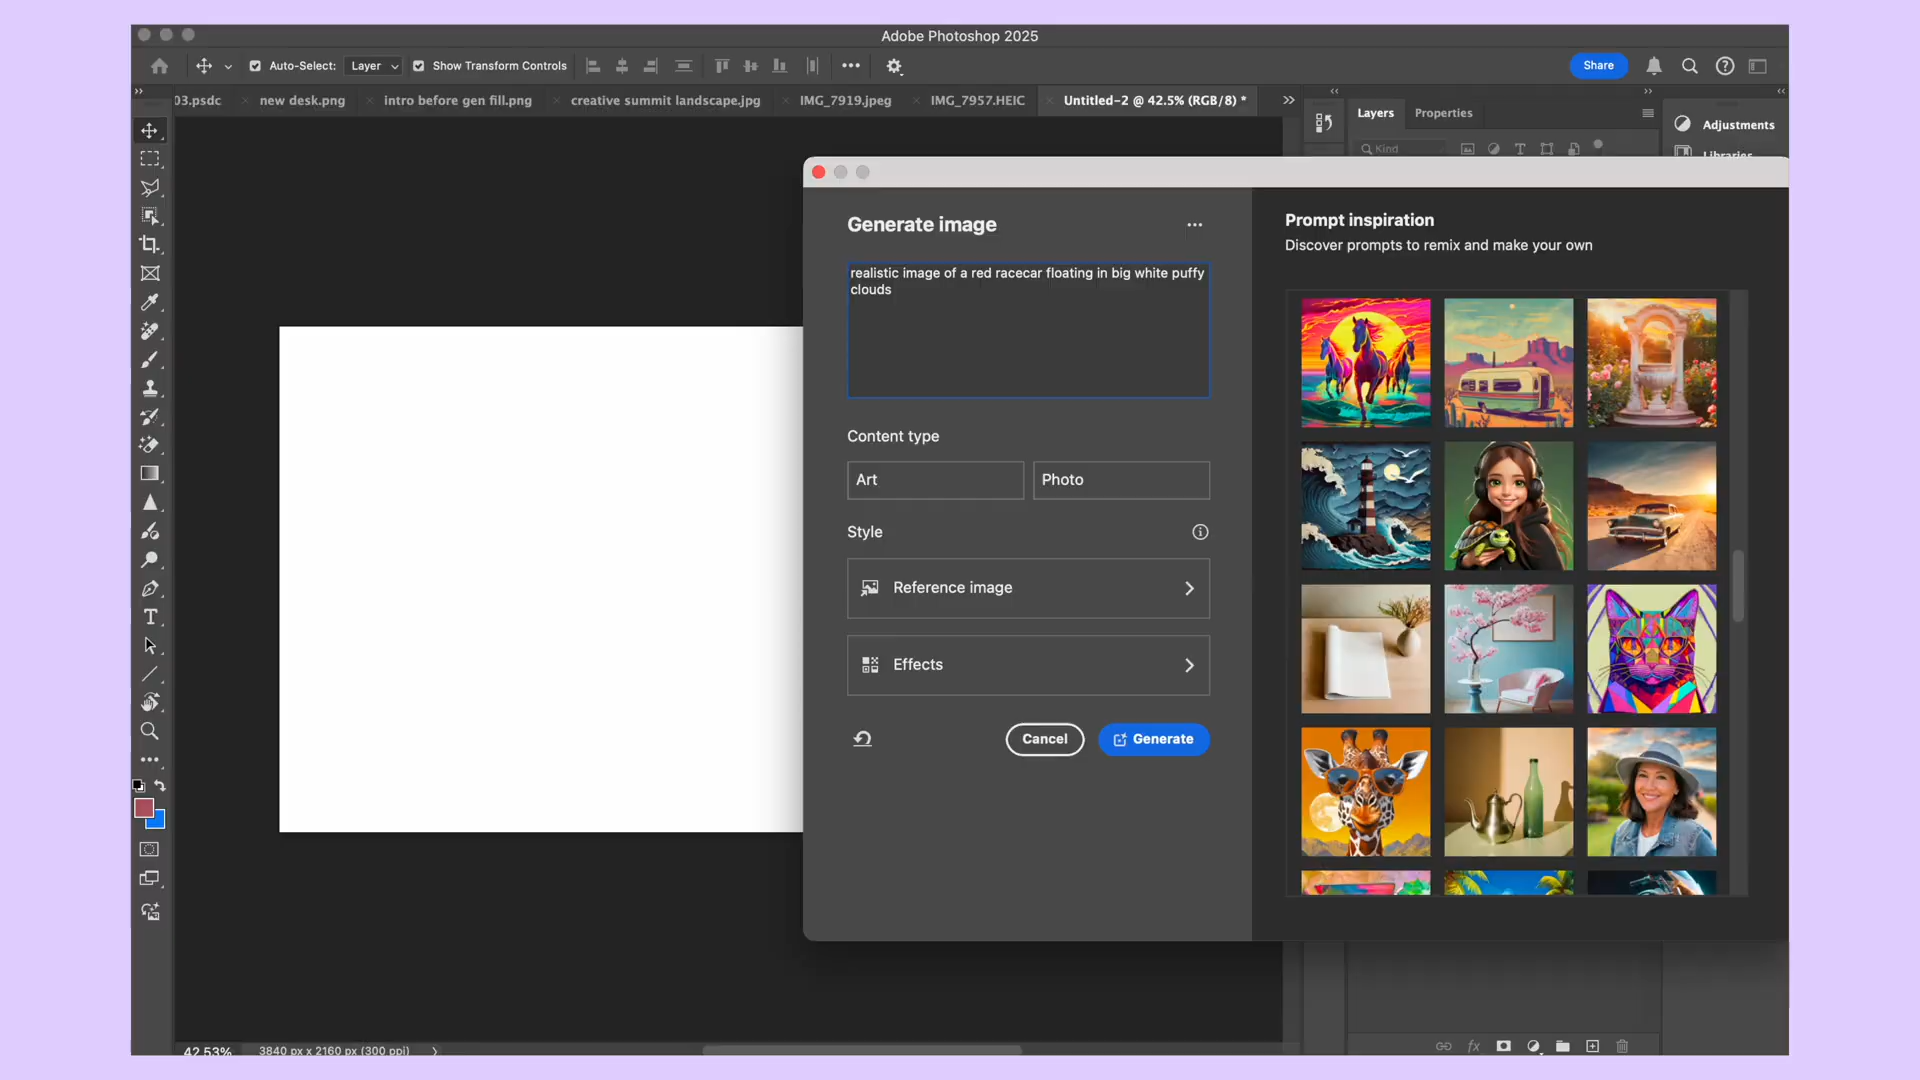 Adobe Photoshop 2025
Auto-Select: Layer Show Transform Controls Share
03.psdc new desk.png intro before gen fill.png creative summit landscape.jpg IMG_7919.jpeg IMG_7957.HEIC Untitled-2 @ 42.5% (RGB/8) *
Layers Properties
Adjustments
Kind
Libraries
Generate image
realistic image of a red racecar floating in big white puffy
clouds
Content type
Art Photo
Style
Reference image
Effects
Cancel Generate
Prompt inspiration
Discover prompts to remix and make your own
42.53% 3840 px x 2160 px (300 ppi)
fx